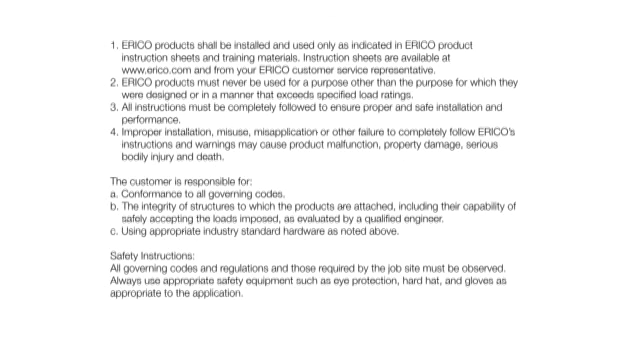 1. ERICO products shall be installed and used only as indicated in ERICO product
instruction sheets and training materials. Instruction sheets are available at
www.erico.com and from your ERICO customer service representative.
2. ERICO products must never be used for a purpose other than the purpose for which they
were designed or in a manner that exceeds specified load ratings.
3. All instructions must be completely followed to ensure proper and safe installation and
performance.
4. Improper installation, misuse, misapplication or other failure to completely follow ERICO's
instructions and warnings may cause product malfunction, property damage, serious
bodily injury and death.
The customer is responsible for:
a. Conformance to all governing codes.
b. The integrity of structures to which the products are attached, including their capability of
safely accepting the loads imposed, as evaluated by a qualified engineer.
c. Using appropriate industry standard hardware as noted above.
Safety Instructions:
All governing codes and regulations and those required by the job site must be observed.
Always use appropriate safety equipment such as eye protection, hard hat, and gloves as
appropriate to the application.